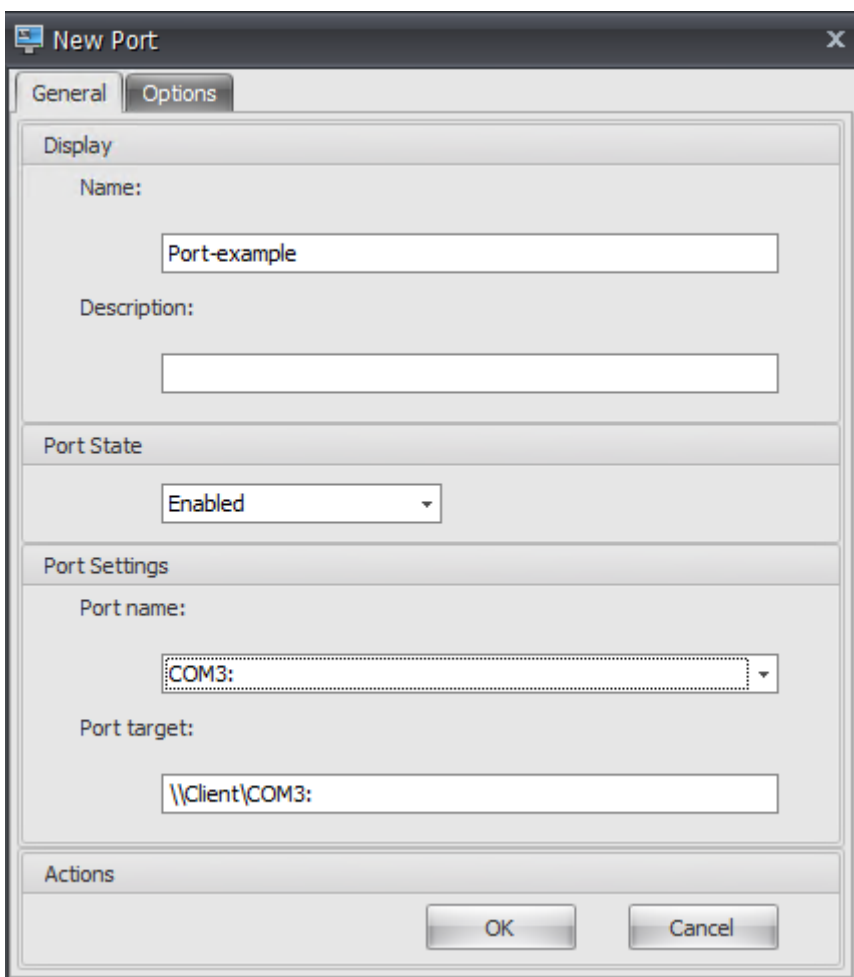 New Port
x
General Options
Display
Name:
Port-example
Description:
Port State
Enabled
Port Settings
Port name:
COM3:
Port target:
\\Client\COM3:
Actions
OK Cancel